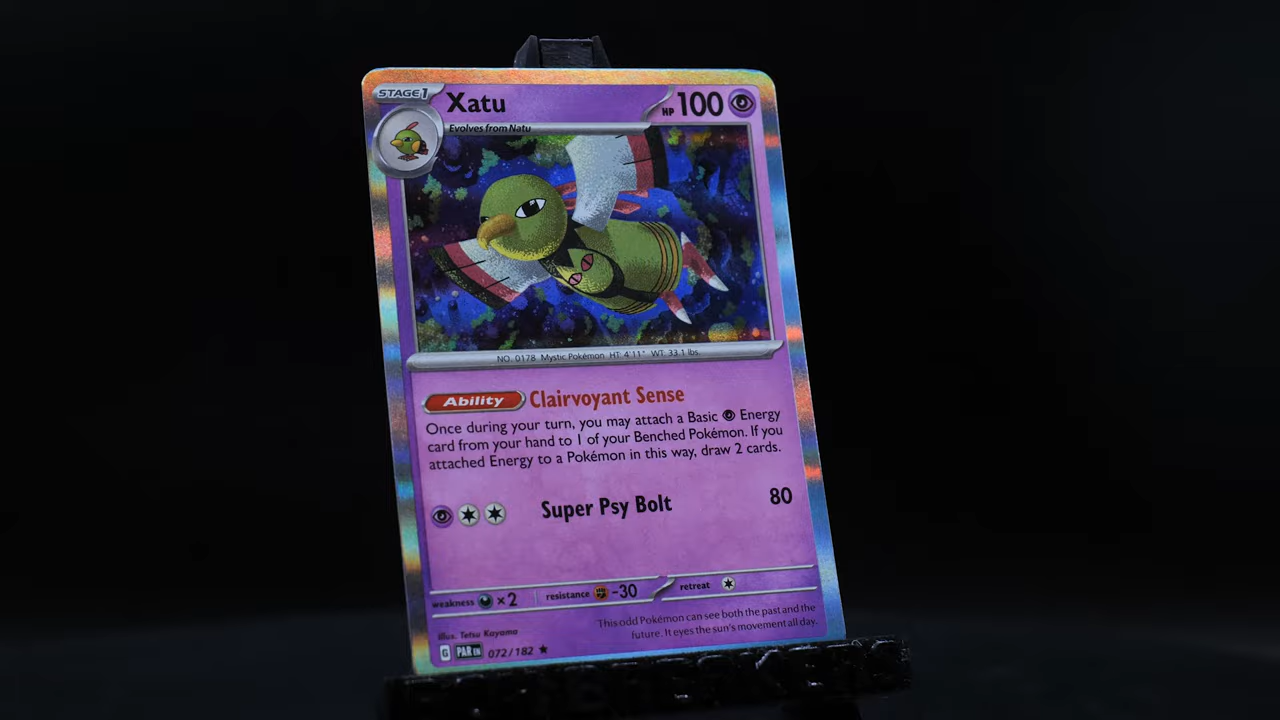 STAGE1 Xatu HP 100
Evolves from Natu
NO. 0178 Mystic Pokémon HT: 4'11" WT: 33.1 lbs.
Ability Clairvoyant Sense
Once during your turn, you may attach a Basic Energy
card from your hand to 1 of your Benched Pokémon. If you
attached Energy to a Pokémon in this way, draw 2 cards.
Super Psy Bolt 80
weakness ×2 resistance -30 retreat
illus. Tetsu Kayama
This odd Pokémon can see both the past and the
future. It eyes the sun's movement all day.
G PAR EN 072/182